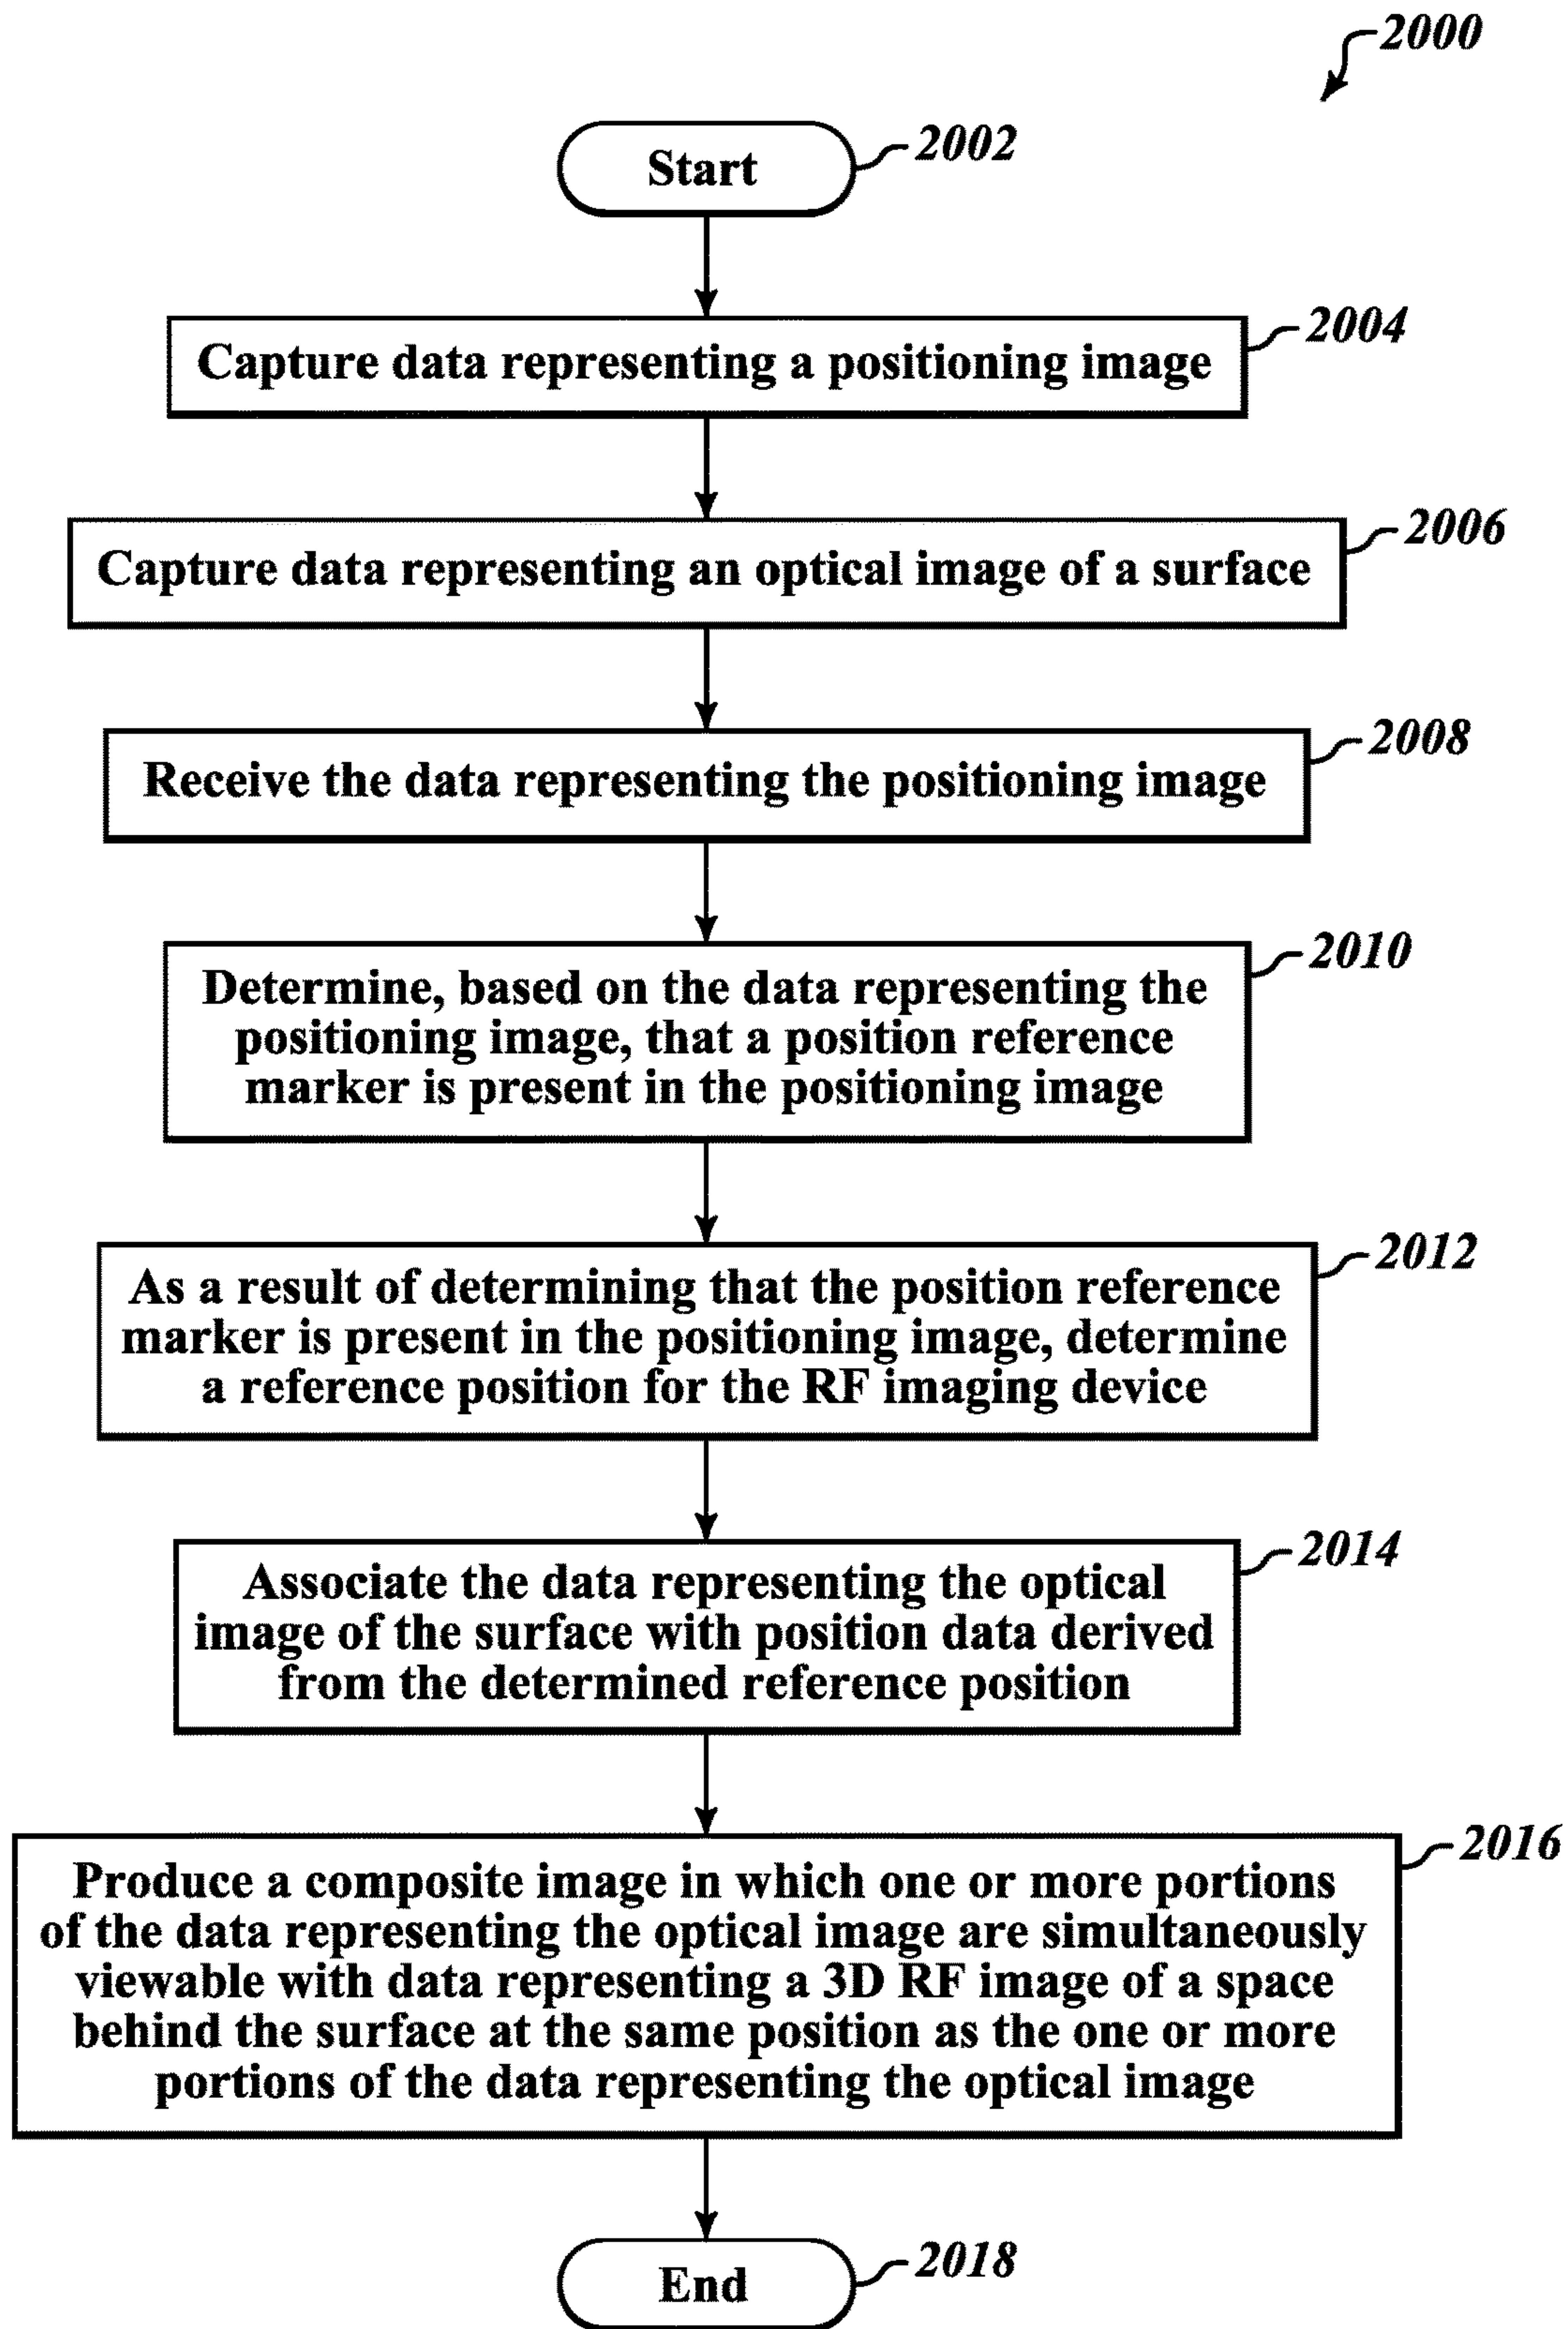 2000
Start
2002
Capture data representing a positioning image
2004
Capture data representing an optical image of a surface
2006
Receive the data representing the positioning image
2008
Determine, based on the data representing the
positioning image, that a position reference
marker is present in the positioning image
2010
As a result of determining that the position reference
marker is present in the positioning image, determine
a reference position for the RF imaging device
2012
Associate the data representing the optical
image of the surface with position data derived
from the determined reference position
2014
Produce a composite image in which one or more portions
of the data representing the optical image are simultaneously
viewable with data representing a 3D RF image of a space
behind the surface at the same position as the one or more
portions of the data representing the optical image
2016
End
2018